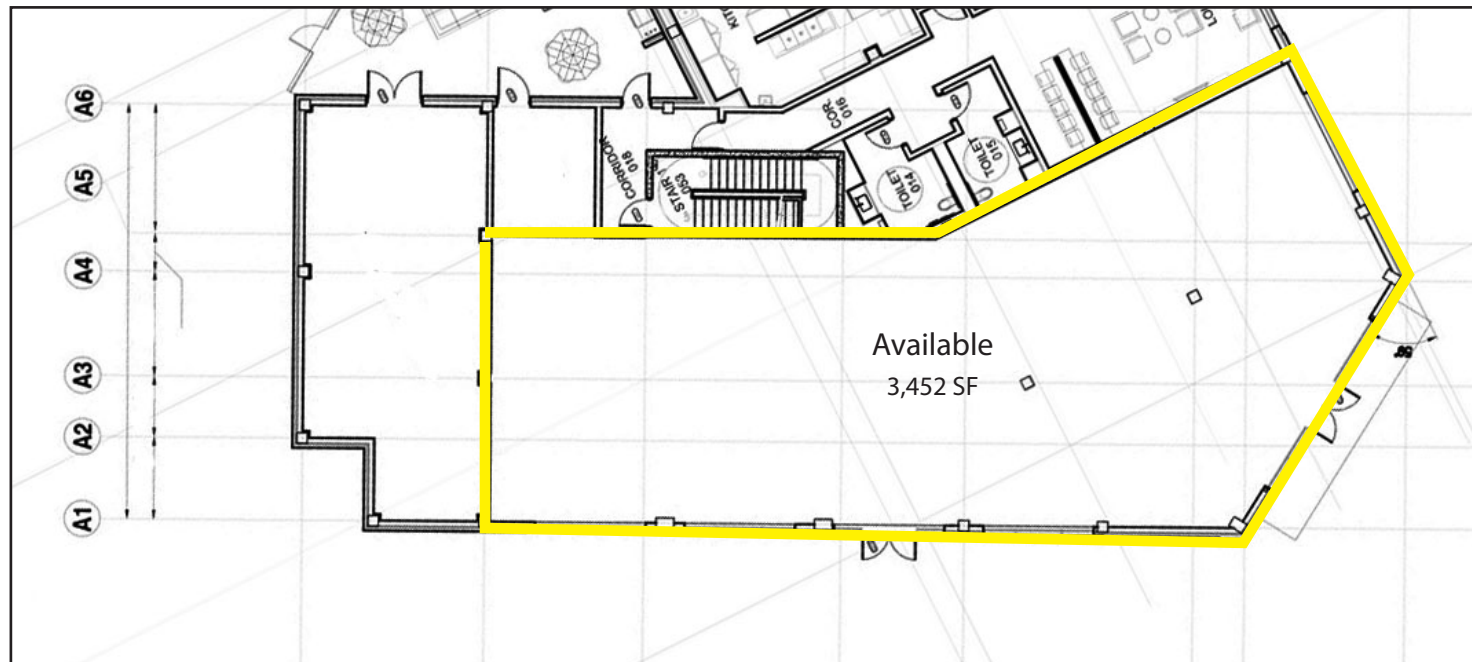 A6
A5
A4
A3
A2
A1
CORRIDOR
018
STAIR
053
COR.
016
TOILET
014
TOILET
015
Available
3,452 SF